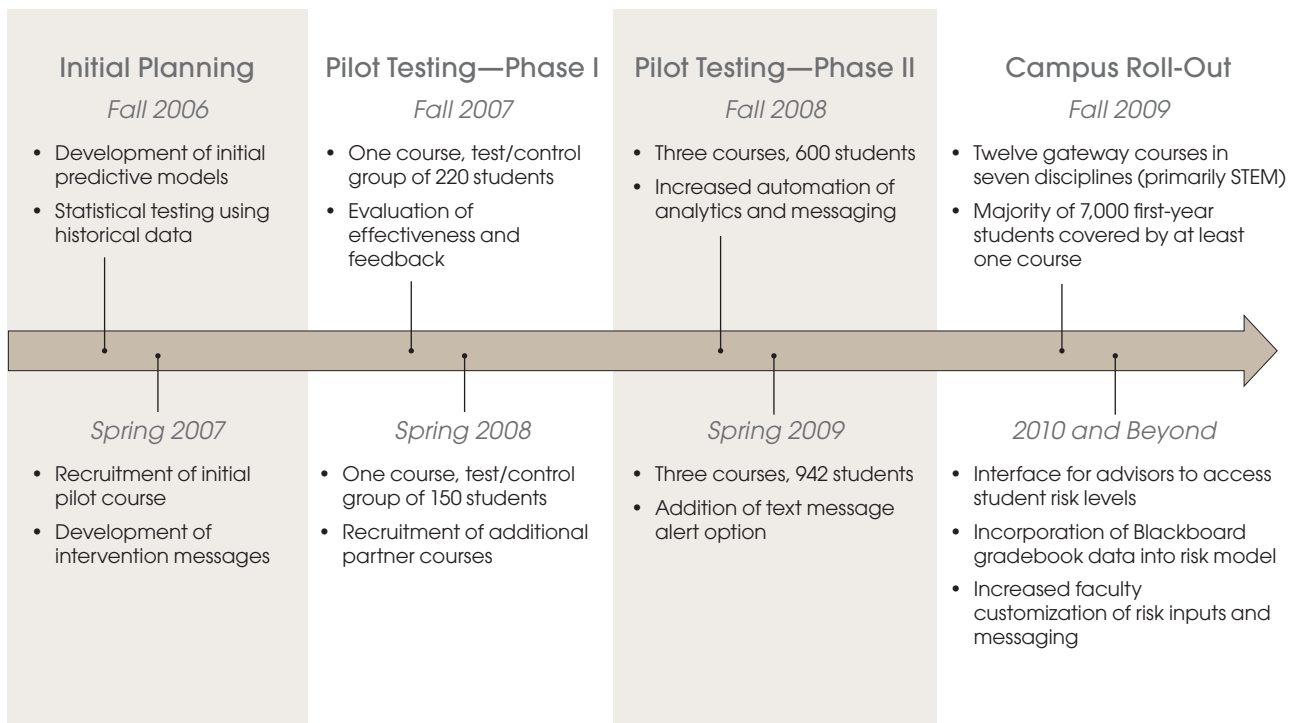 Initial Planning
Fall 2006
• Development of initial
predictive models
• Statistical testing using
historical data
Spring 2007
• Recruitment of initial
pilot course
• Development of
intervention messages
Pilot Testing—Phase I
Fall 2007
• One course, test/control
group of 220 students
• Evaluation of
effectiveness and
feedback
Spring 2008
• One course, test/control
group of 150 students
• Recruitment of additional
partner courses
Pilot Testing—Phase II
Fall 2008
• Three courses, 600 students
• Increased automation of
analytics and messaging
Spring 2009
• Three courses, 942 students
• Addition of text message
alert option
Campus Roll-Out
Fall 2009
• Twelve gateway courses in
seven disciplines (primarily STEM)
• Majority of 7,000 first-year
students covered by at least
one course
2010 and Beyond
• Interface for advisors to access
student risk levels
• Incorporation of Blackboard
gradebook data into risk model
• Increased faculty
customization of risk inputs and
messaging